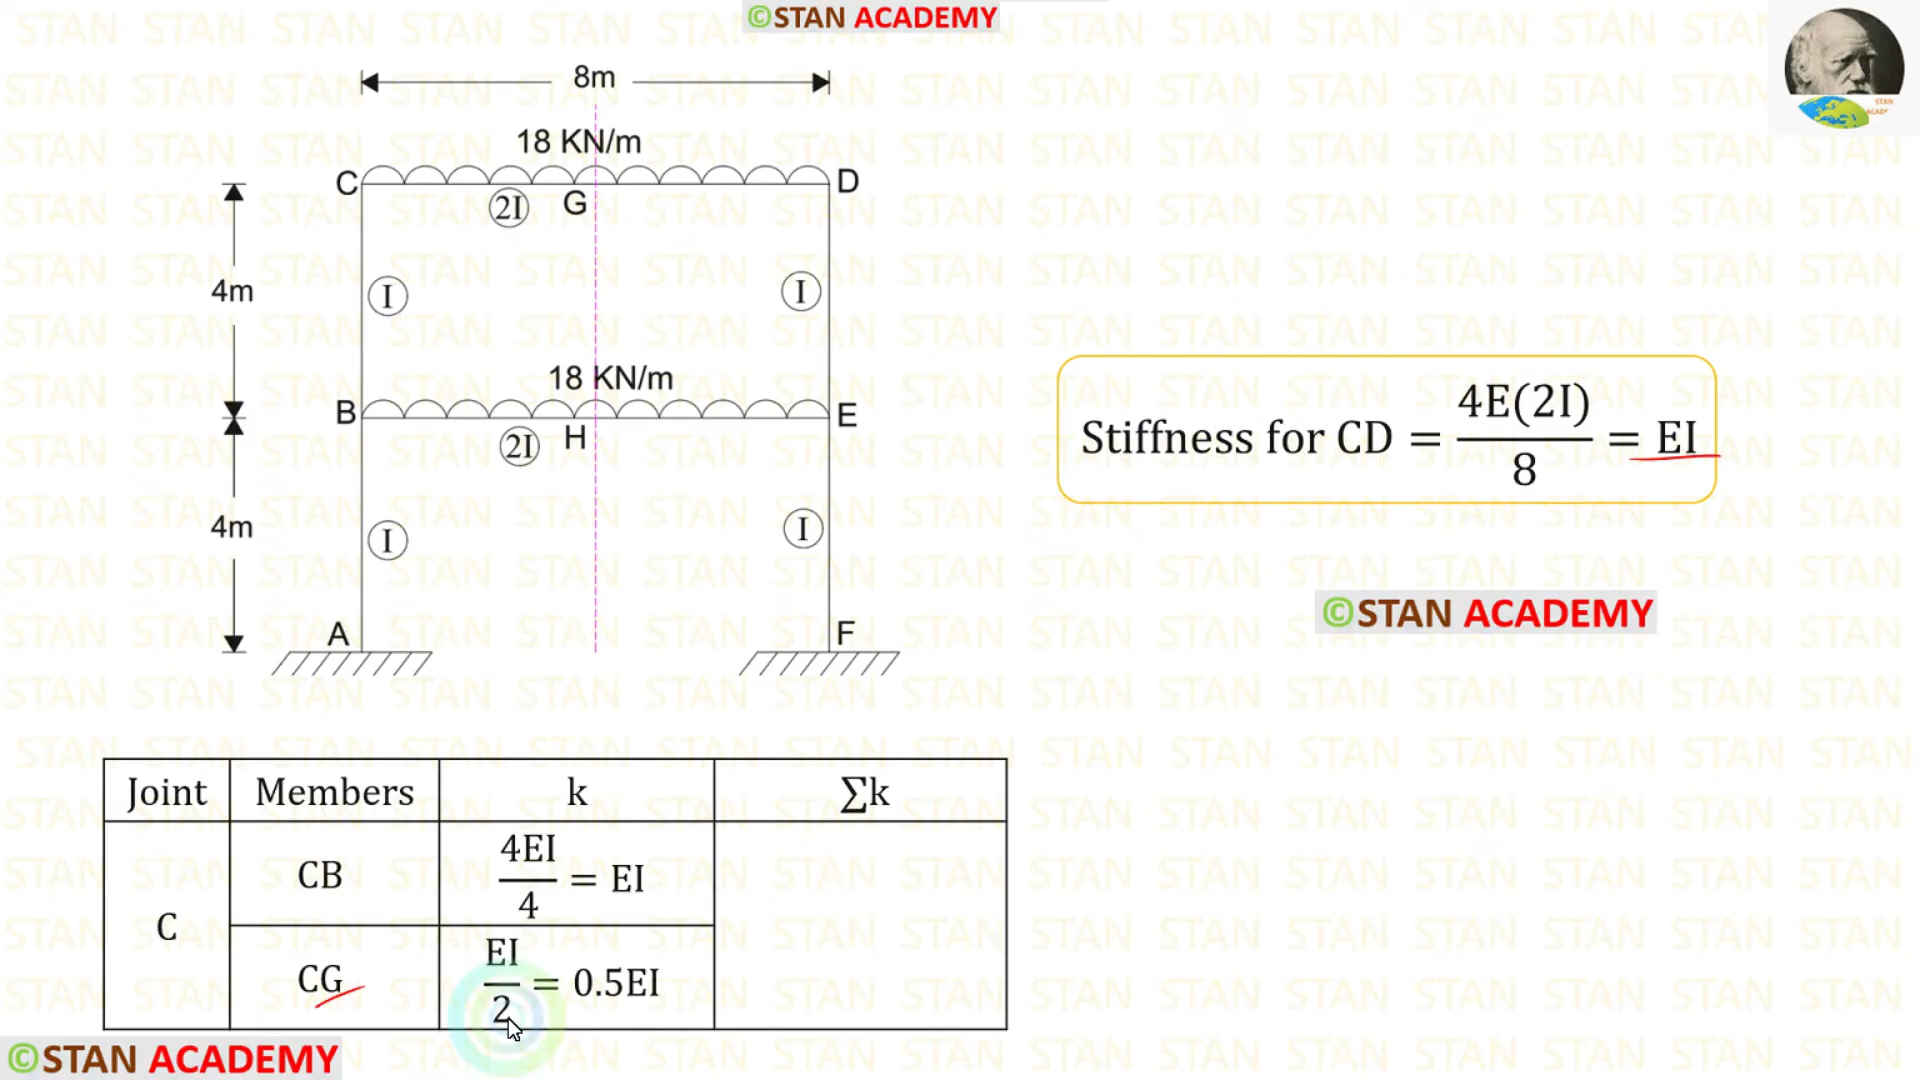 ©STAN ACADEMY
8m
18 KN/m
C
D
2I
G
4m
I
I
18 KN/m
B
E
2I
H
4m
I
I
A
F
Stiffness for CD = 4E(2I)/8 = EI
©STAN ACADEMY
Joint Members k ∑k
C
CB 4EI/4 = EI
CG EI/2 = 0.5EI
©STAN ACADEMY